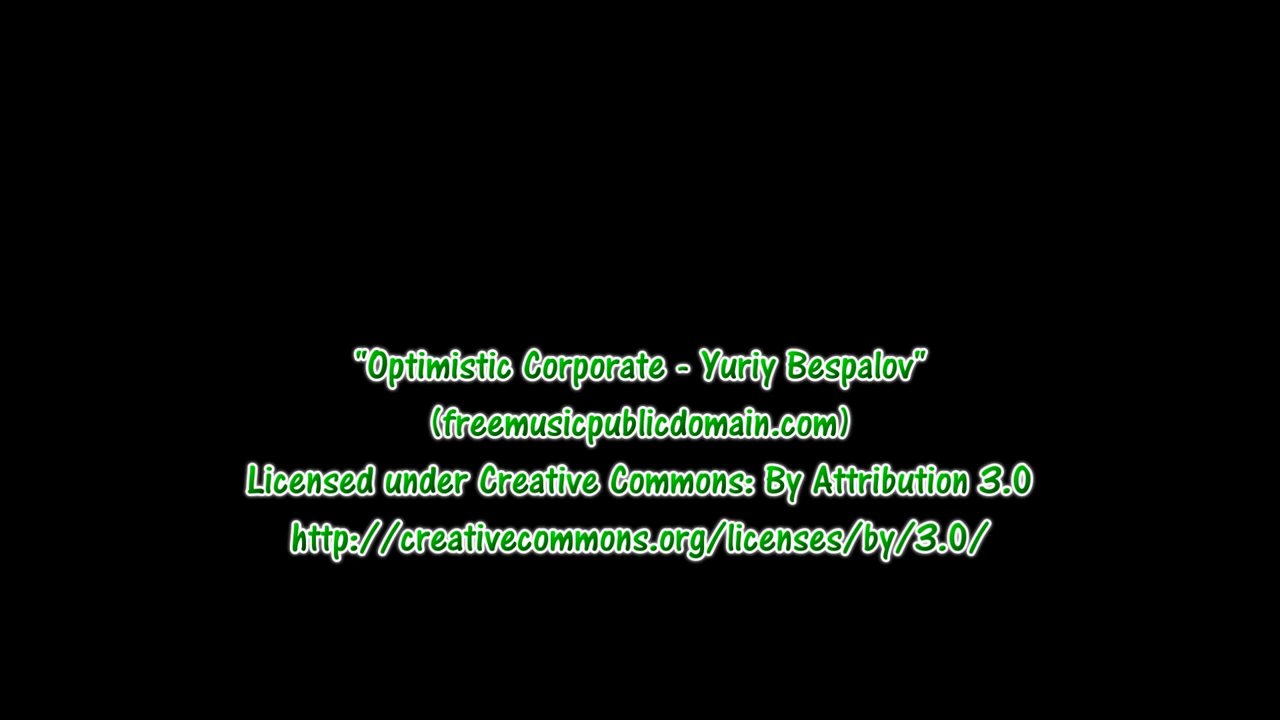 "Optimistic Corporate - Yuriy Bespalov"
(freemusicpublicdomain.com)
Licensed under Creative Commons: By Attribution 3.0
http://creativecommons.org/licenses/by/3.0/